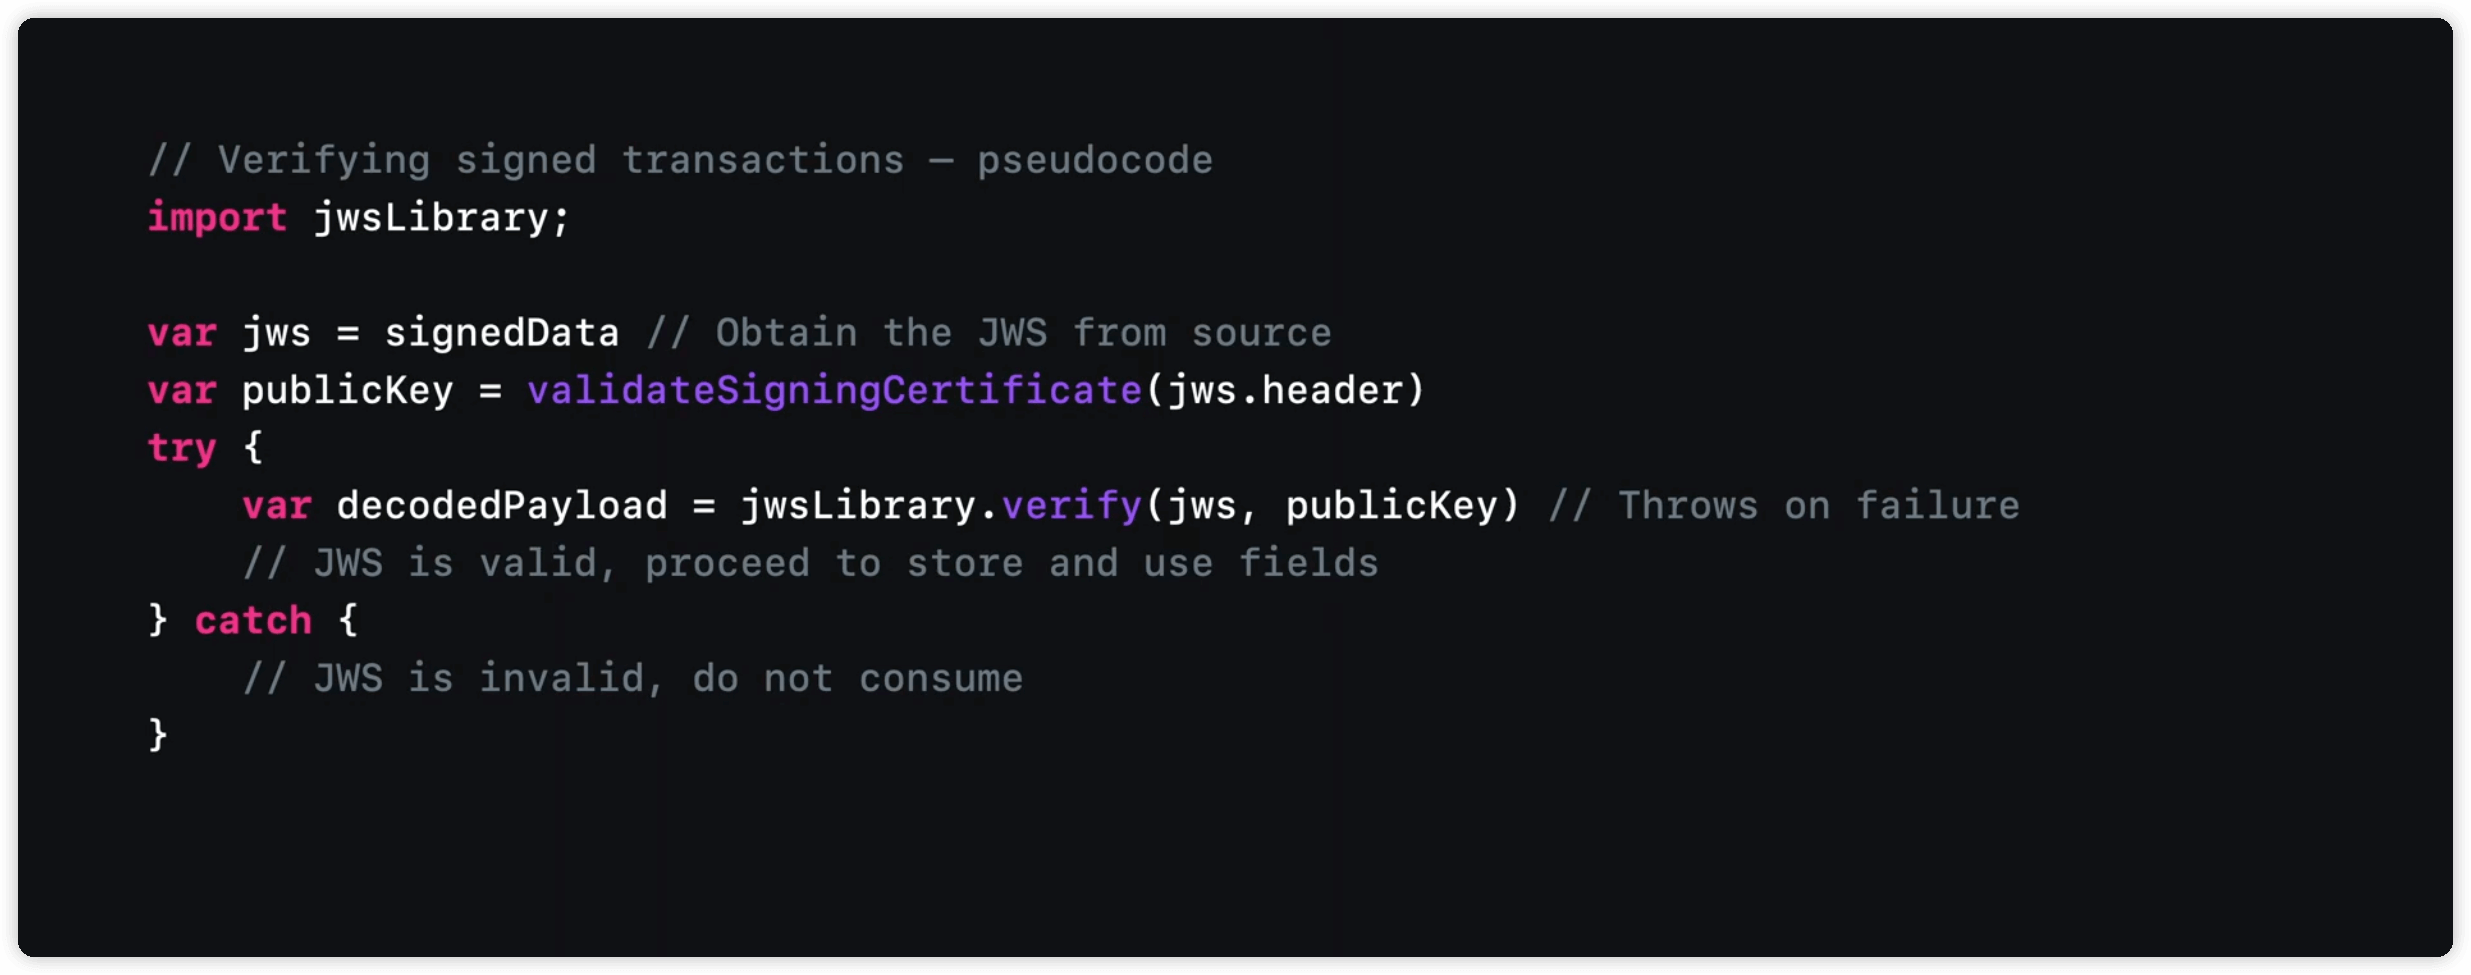 // Verifying signed transactions — pseudocode
import jwsLibrary;

var jws = signedData // Obtain the JWS from source
var publicKey = validateSigningCertificate(jws.header)
try {
    var decodedPayload = jwsLibrary.verify(jws, publicKey) // Throws on failure
    // JWS is valid, proceed to store and use fields
} catch {
    // JWS is invalid, do not consume
}